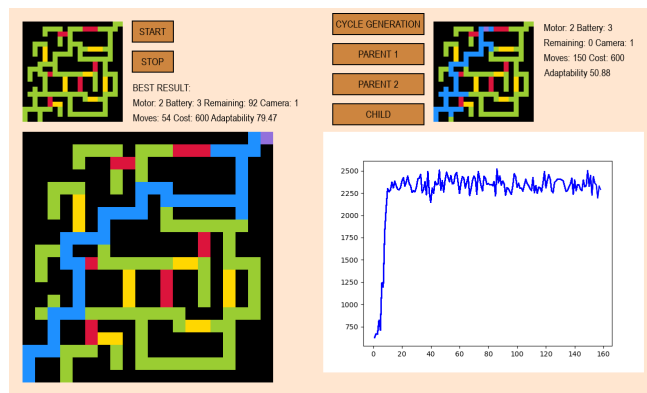 START
STOP
BEST RESULT:
Motor: 2 Battery: 3 Remaining: 92 Camera: 1
Moves: 54 Cost: 600 Adaptability 79.47
CYCLE GENERATION
PARENT 1
PARENT 2
CHILD
Motor: 2 Battery: 3
Remaining: 0 Camera: 1
Moves: 150 Cost: 600
Adaptability 50.88
2500
2250
2000
1750
1500
1250
1000
750
0 20 40 60 80 100 120 140 160